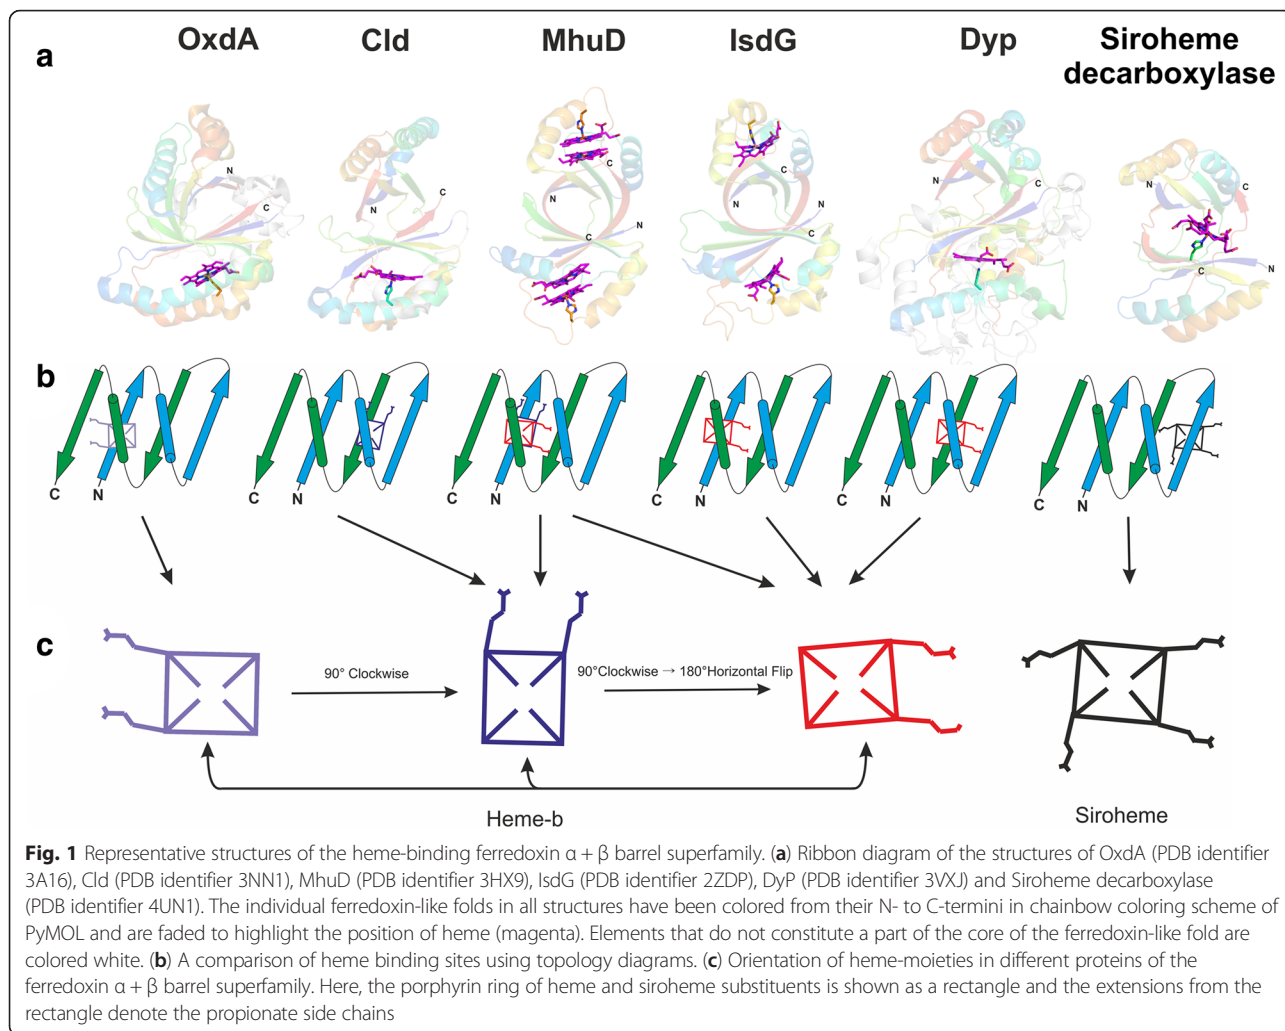 a
OxdA
Cld
MhuD
IsdG
Dyp
Siroheme
decarboxylase
N
C
N
C
C
N
C
N
C
N
N
C
N
C
N
C
C
N
b
C
N
C
N
C
N
C
N
C
N
C
N
c
90° Clockwise
90°Clockwise → 180°Horizontal Flip
Heme-b
Siroheme
Fig. 1 Representative structures of the heme-binding ferredoxin α + β barrel superfamily. (a) Ribbon diagram of the structures of OxdA (PDB identifier
3A16), Cld (PDB identifier 3NN1), MhuD (PDB identifier 3HX9), IsdG (PDB identifier 2ZDP), DyP (PDB identifier 3VXJ) and Siroheme decarboxylase
(PDB identifier 4UN1). The individual ferredoxin-like folds in all structures have been colored from their N- to C-termini in chainbow coloring scheme of
PyMOL and are faded to highlight the position of heme (magenta). Elements that do not constitute a part of the core of the ferredoxin-like fold are
colored white. (b) A comparison of heme binding sites using topology diagrams. (c) Orientation of heme-moieties in different proteins of the
ferredoxin α + β barrel superfamily. Here, the porphyrin ring of heme and siroheme substituents is shown as a rectangle and the extensions from the
rectangle denote the propionate side chains